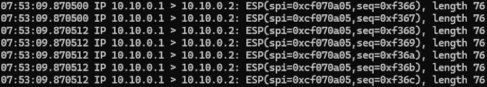 07:53:09.870500 IP 10.10.0.1 > 10.10.0.2: ESP(spi=0xcf070a05,seq=0xf366), length 76
07:53:09.870500 IP 10.10.0.1 > 10.10.0.2: ESP(spi=0xcf070a05,seq=0xf367), length 76
07:53:09.870512 IP 10.10.0.1 > 10.10.0.2: ESP(spi=0xcf070a05,seq=0xf368), length 76
07:53:09.870512 IP 10.10.0.1 > 10.10.0.2: ESP(spi=0xcf070a05,seq=0xf369), length 76
07:53:09.870512 IP 10.10.0.1 > 10.10.0.2: ESP(spi=0xcf070a05,seq=0xf36a), length 76
07:53:09.870512 IP 10.10.0.1 > 10.10.0.2: ESP(spi=0xcf070a05,seq=0xf36b), length 76
07:53:09.870512 IP 10.10.0.1 > 10.10.0.2: ESP(spi=0xcf070a05,seq=0xf36c), length 76